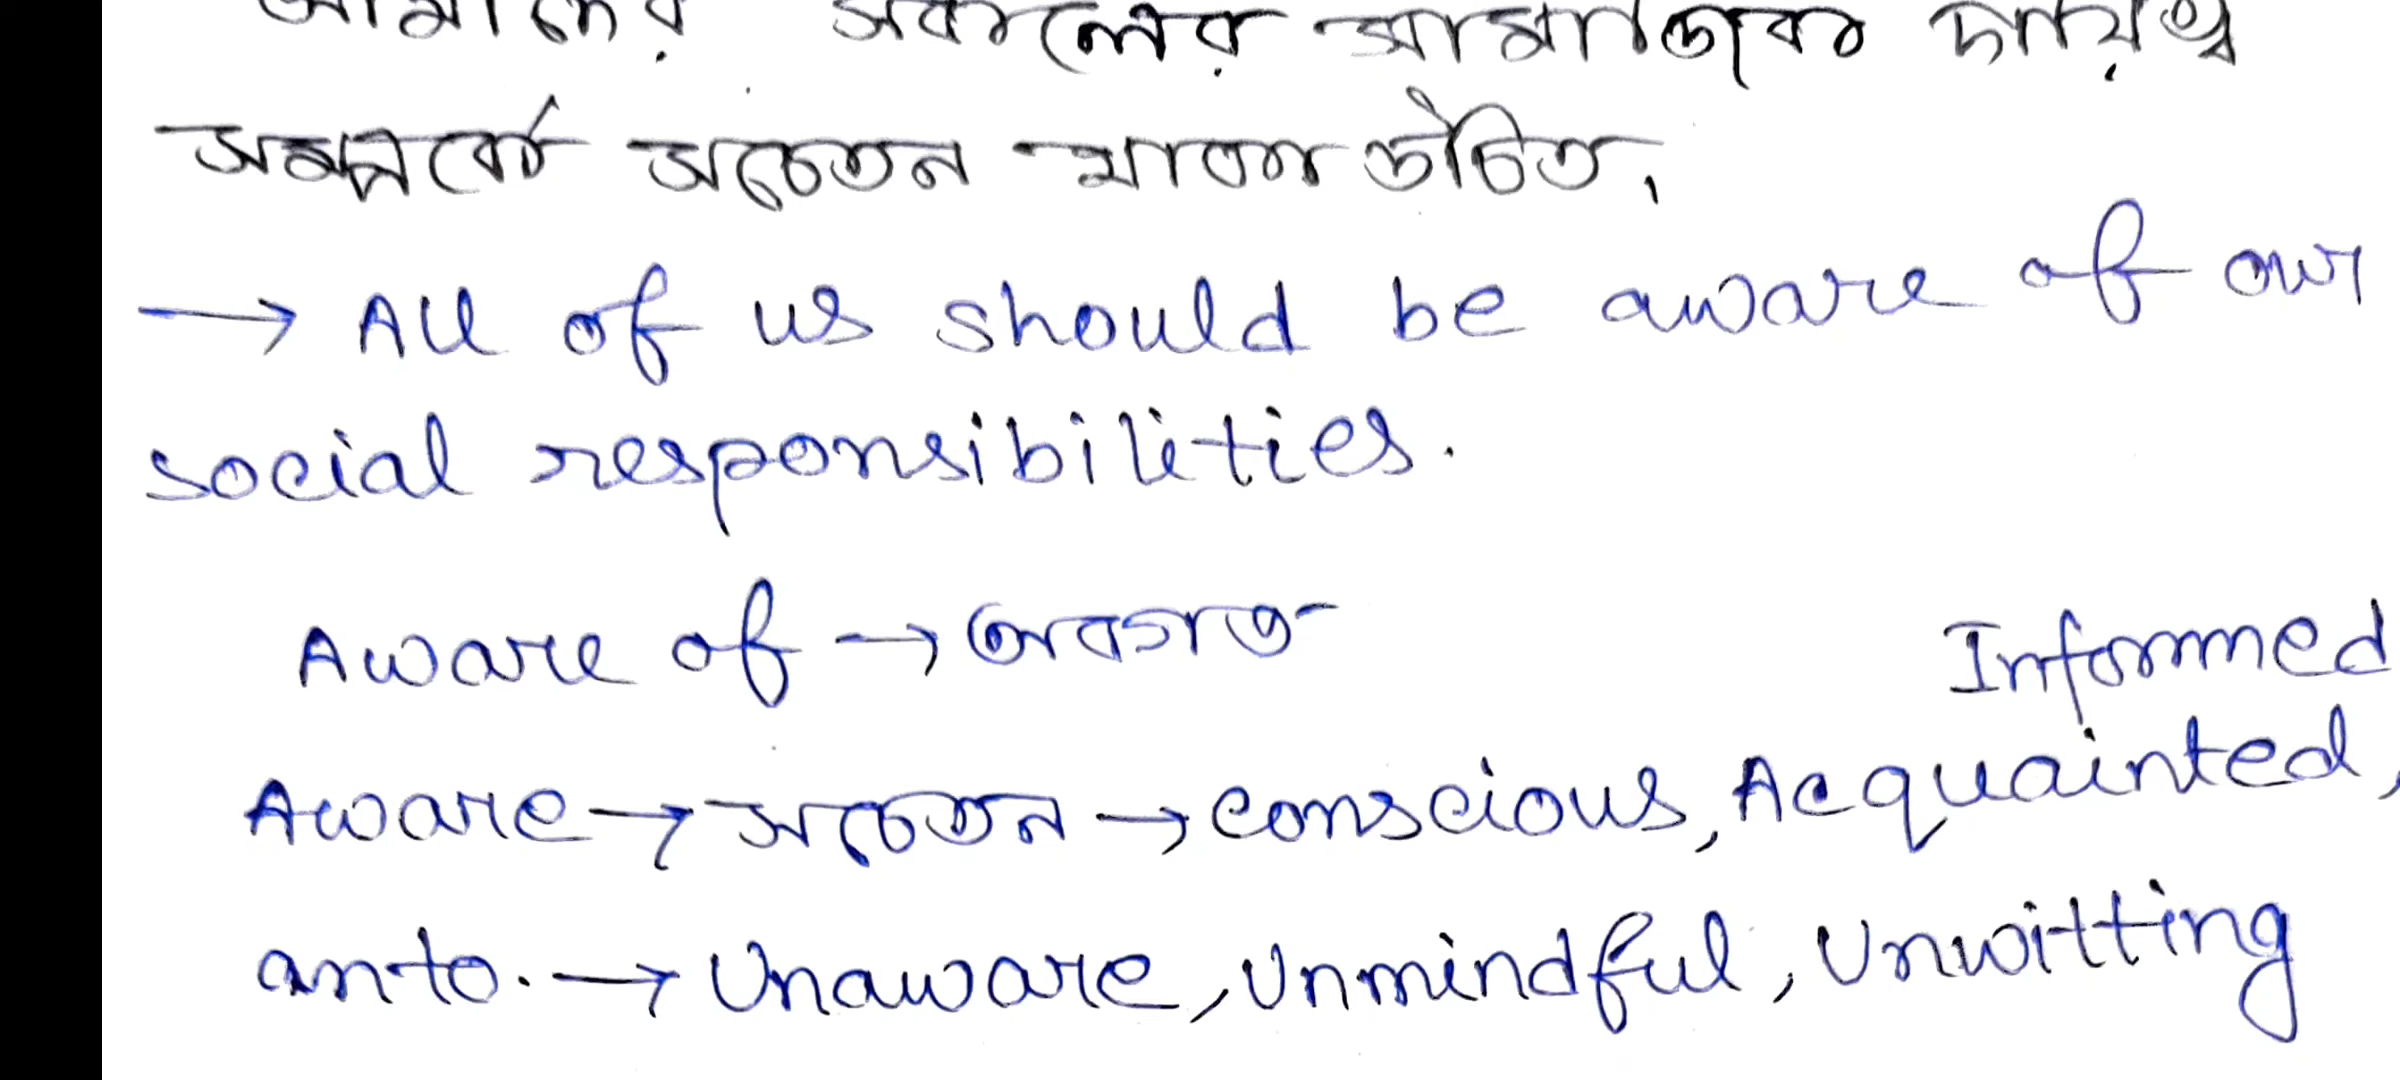 আমাদের সকলের সামাজিক দায়িত্ব
সম্পর্কে সচেতন থাকা উচিত।
→ All of us should be aware of our
social responsibilities.
Aware of → অবগত
Informed
Aware → সচেতন → conscious, Acquainted,
anto. → Unaware, Unmindful, Unwitting